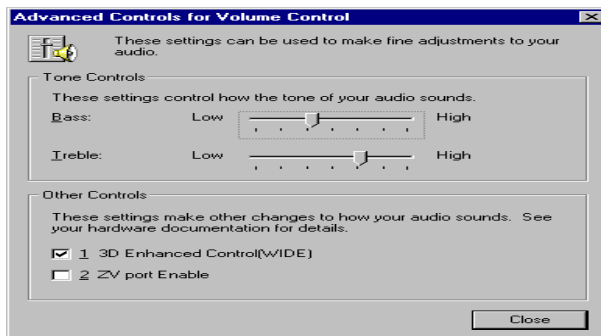 Advanced Controls for Volume Control
These settings can be used to make fine adjustments to your
audio.
Tone Controls
These settings control how the tone of your audio sounds.
Bass: Low High
Treble: Low High
Other Controls
These settings make other changes to how your audio sounds. See
your hardware documentation for details.
1 3D Enhanced Control(WIDE)
2 ZV port Enable
Close